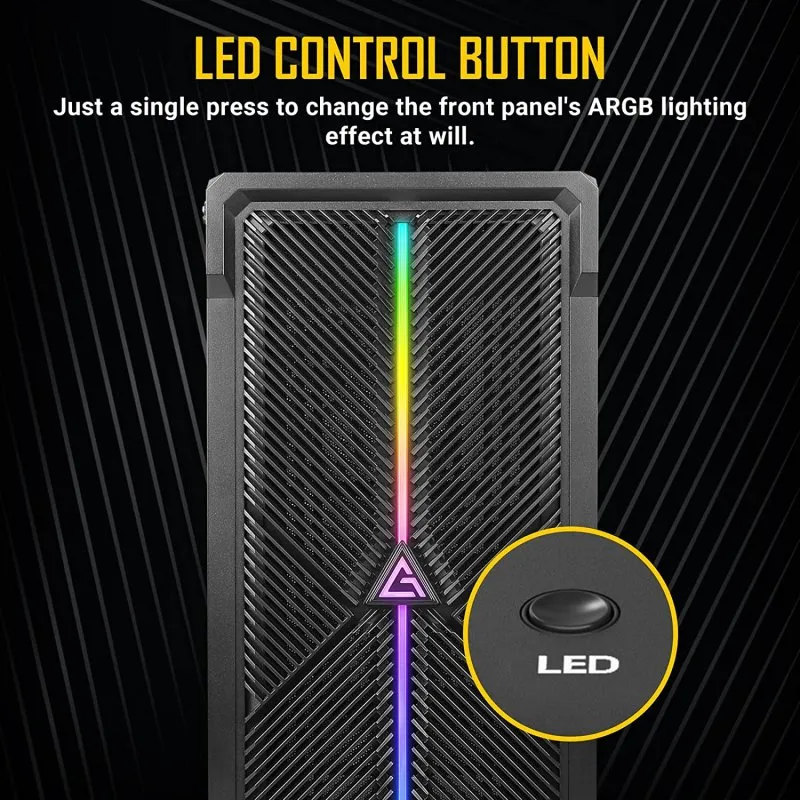 LED CONTROL BUTTON
Just a single press to change the front panel's ARGB lighting
effect at will.
LED